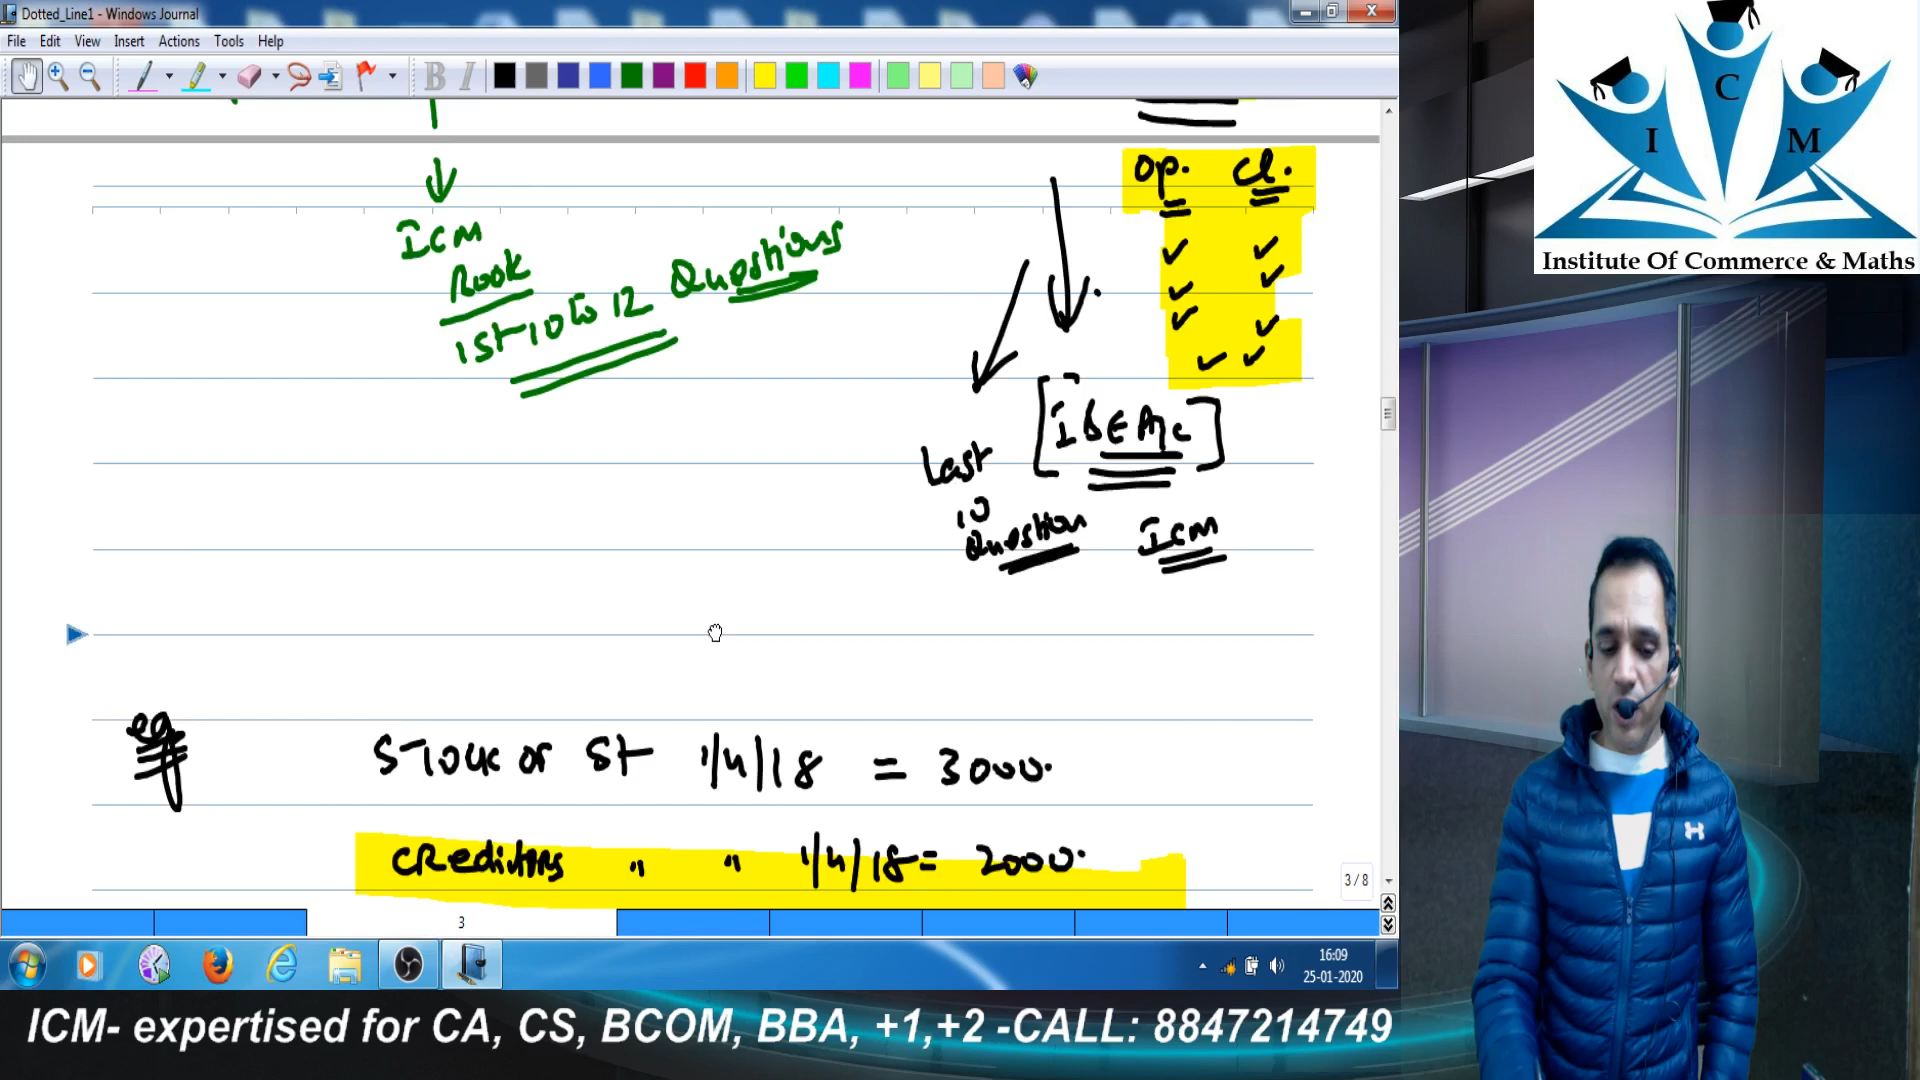 Dotted_Line1 - Windows Journal
File Edit View Insert Actions Tools Help
B I
Op. Cl.
ICM
Book
1st 10 to 12 Questions
[I & E A/c]
Last
10
Question
ICM
eg
Stock or St 1/4/18 = 3000.
Creditors " " 1/4/18 = 2000.
3/8
3
16:09
25-01-2020
I C M
Institute Of Commerce & Maths
ICM- expertised for CA, CS, BCOM, BBA, +1,+2 -CALL: 8847214749